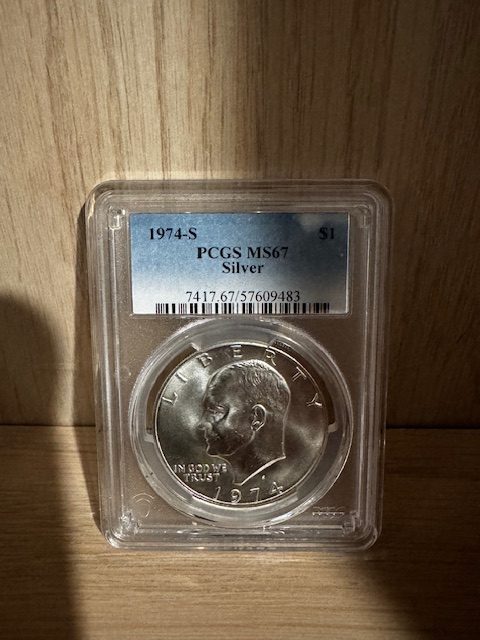 1974-S $1
PCGS MS67
Silver
7417.67/57609483
LIBERTY
IN GOD WE
TRUST
1974